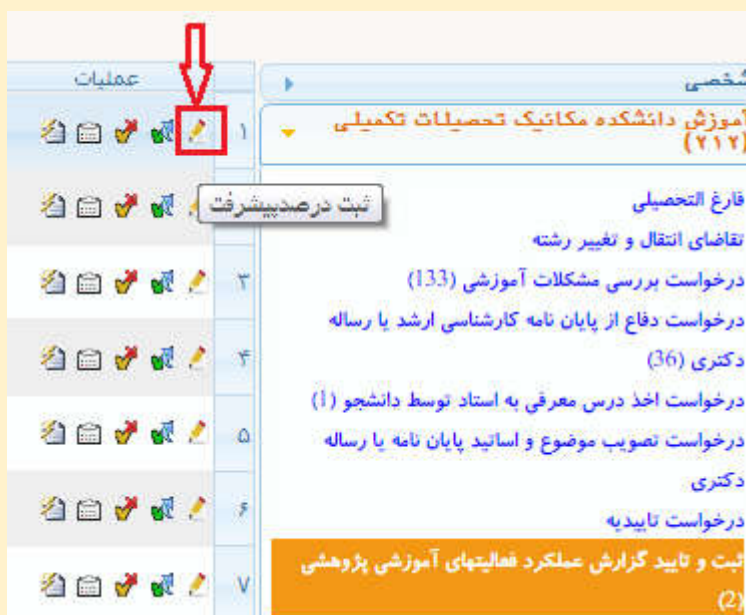 شخصی
آموزش دانشکده مکانیک تحصیلات تکمیلی
(۲۱۲)
فارغ التحصیلی
تقاضای انتقال و تغییر رشته
درخواست بررسی مشکلات آموزشی (133)
درخواست دفاع از پایان نامه کارشناسی ارشد یا رساله
دکتری (36)
درخواست اخذ درس معرفی به استاد توسط دانشجو (1)
درخواست تصویب موضوع و اساتید پایان نامه یا رساله
دکتری
درخواست تاییدیه
ثبت و تایید گزارش عملکرد فعالیتهای آموزشی پژوهشی
(2)
عملیات
۱
ثبت درصدپیشرفت
۳
۴
۵
۶
۷